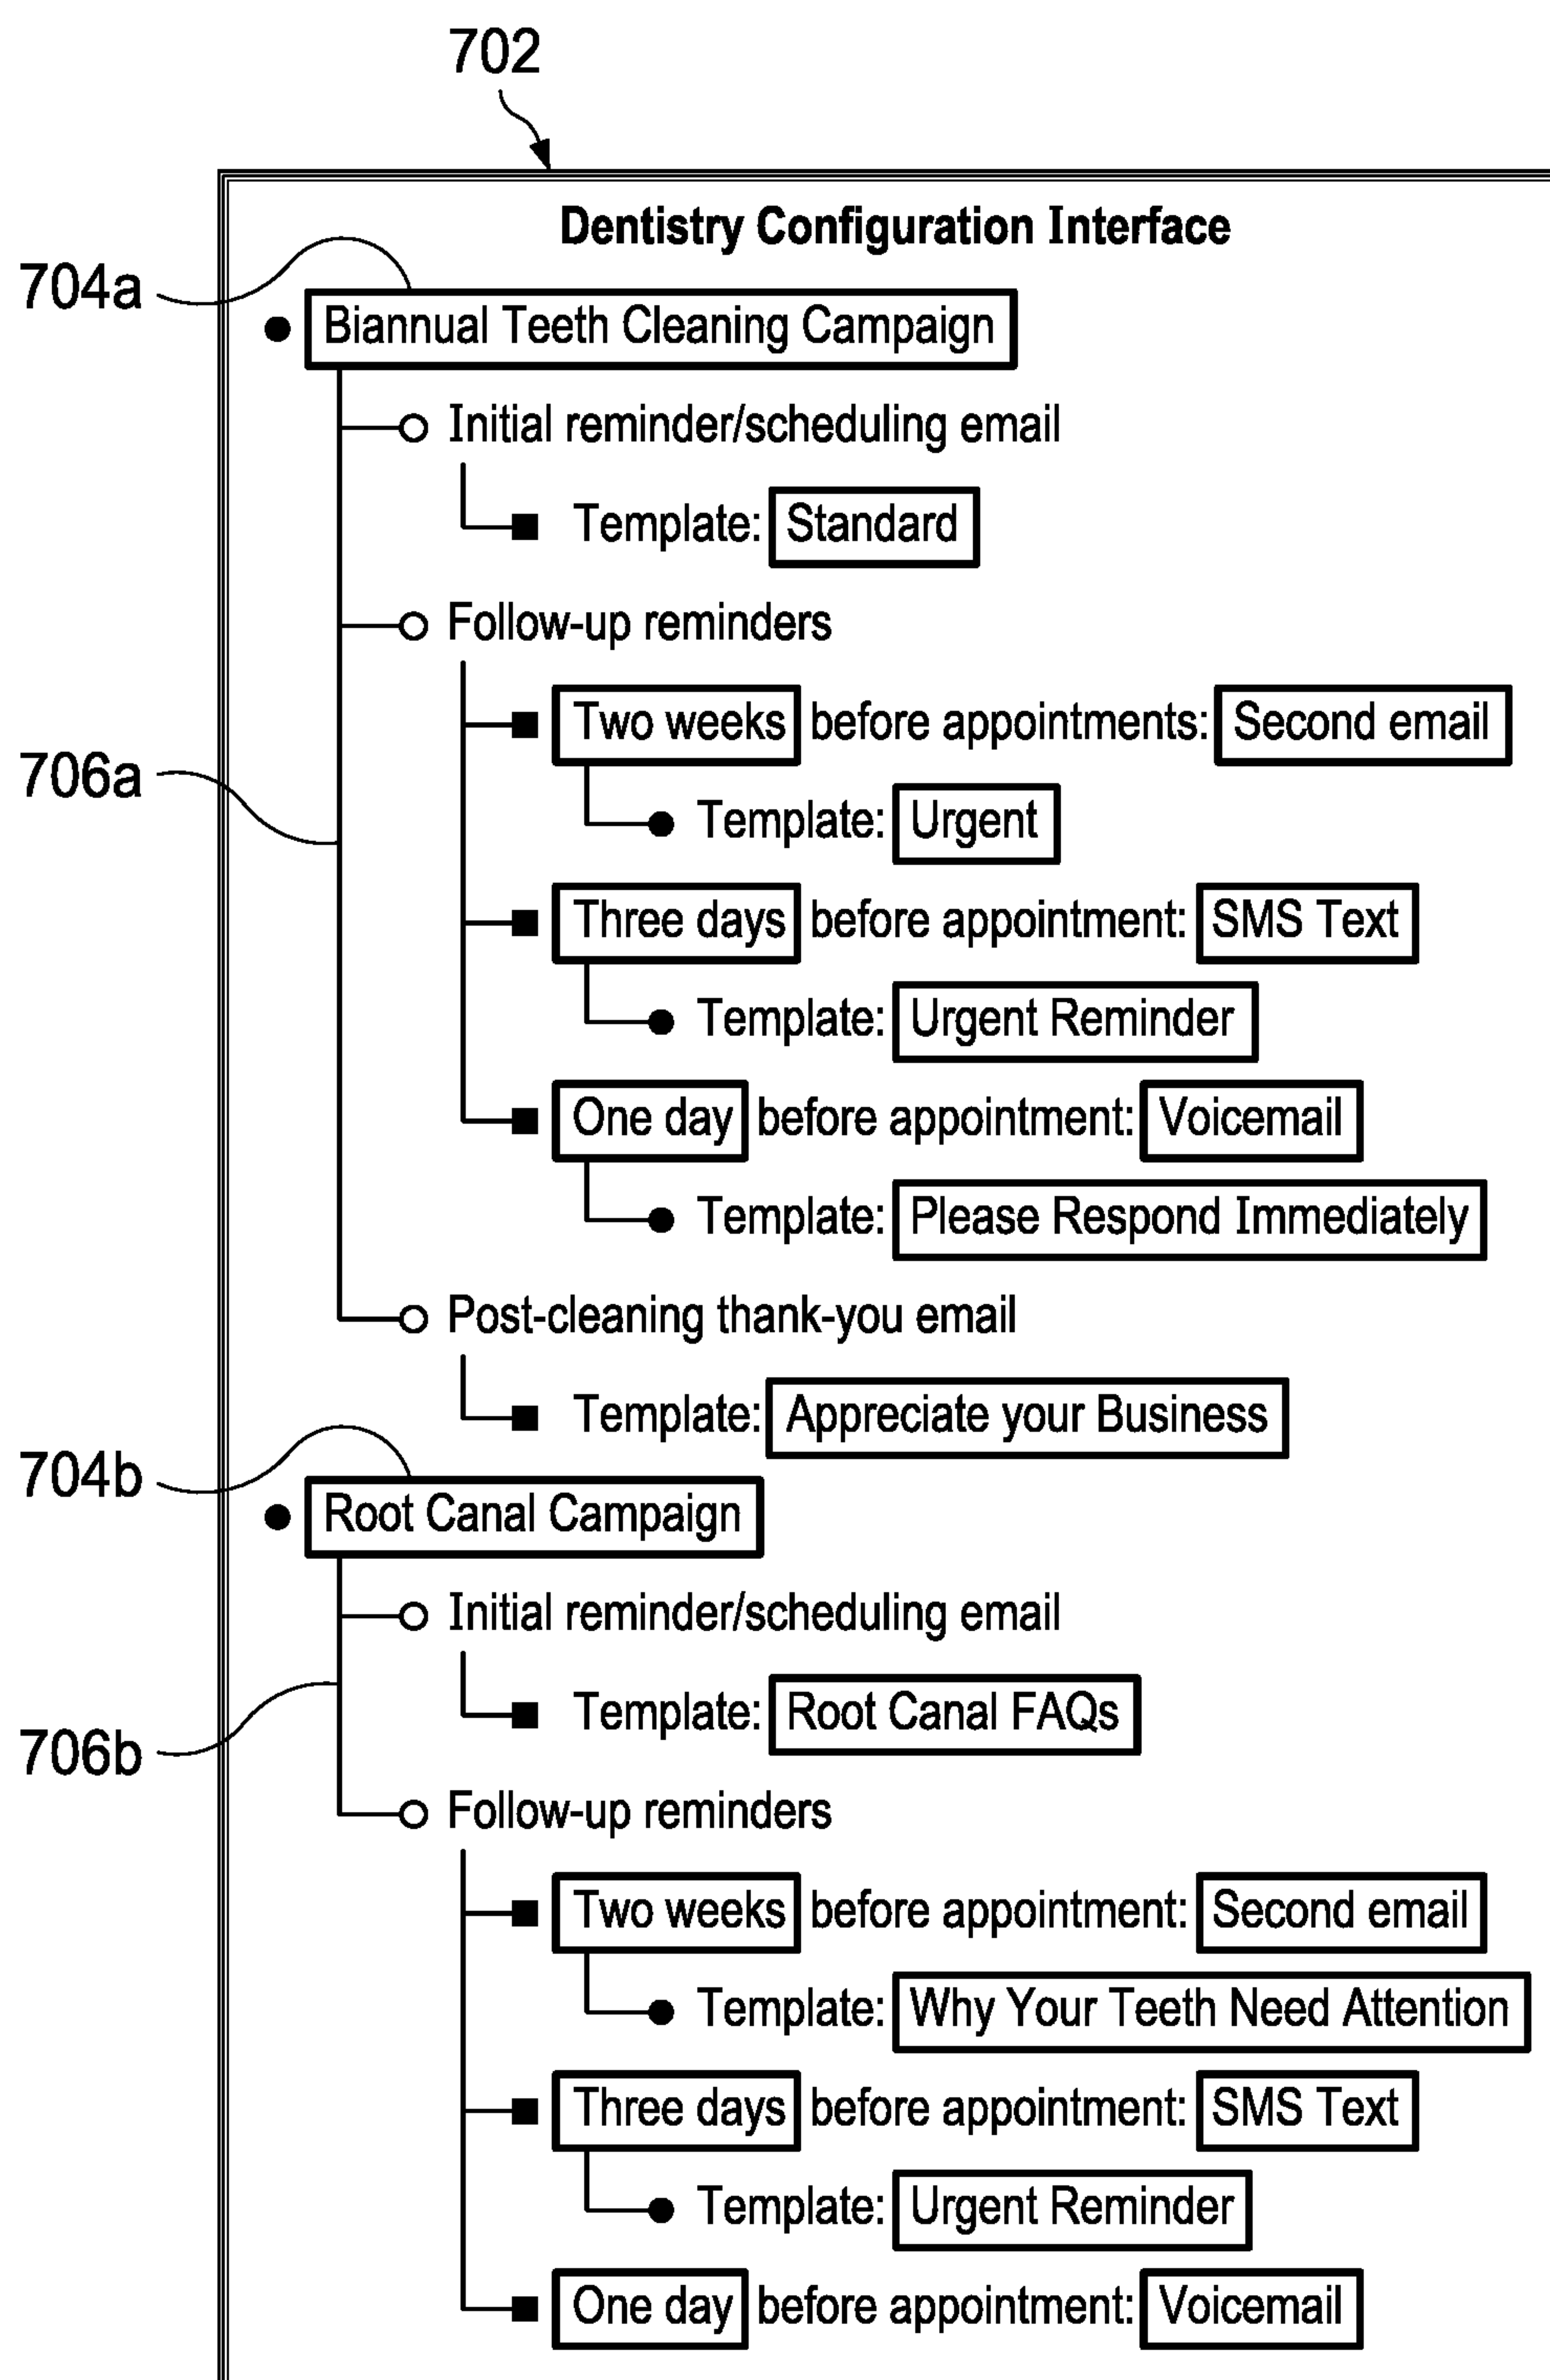 702
Dentistry Configuration Interface
704a
Biannual Teeth Cleaning Campaign
Initial reminder/scheduling email
Template: Standard
Follow-up reminders
Two weeks before appointments: Second email
706a
Template: Urgent
Three days before appointment: SMS Text
Template: Urgent Reminder
One day before appointment: Voicemail
Template: Please Respond Immediately
Post-cleaning thank-you email
Template: Appreciate your Business
704b
Root Canal Campaign
Initial reminder/scheduling email
Template: Root Canal FAQs
706b
Follow-up reminders
Two weeks before appointment: Second email
Template: Why Your Teeth Need Attention
Three days before appointment: SMS Text
Template: Urgent Reminder
One day before appointment: Voicemail